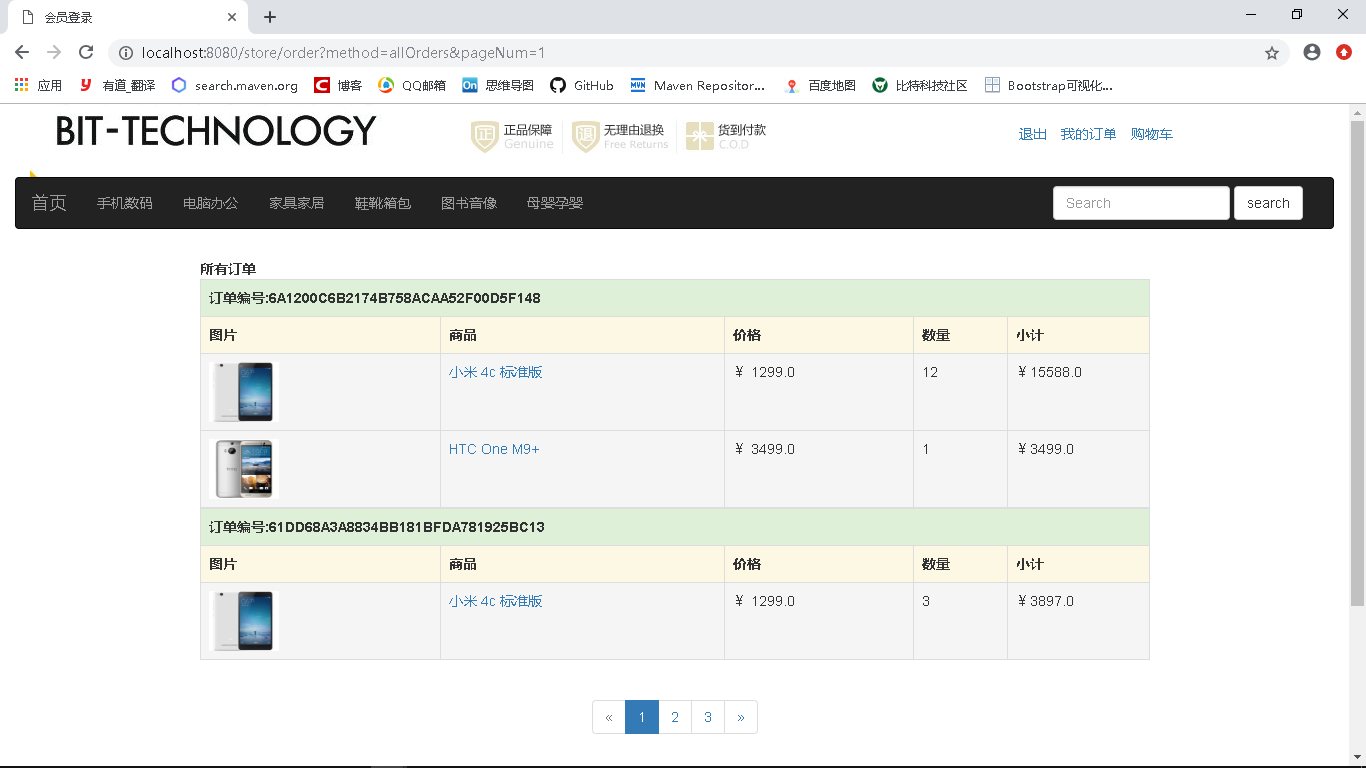 会员登录
localhost:8080/store/order?method=allOrders&pageNum=1
应用 有道_翻译 search.maven.org 博客 QQ邮箱 思维导图 GitHub Maven Repositor... 百度地图 比特科技社区 Bootstrap可视化...
BIT-TECHNOLOGY
正品保障 无理由退换 货到付款
Genuine Free Returns C.O.D
退出 我的订单 购物车
首页 手机数码 电脑办公 家具家居 鞋靴箱包 图书音像 母婴孕婴 Search search
所有订单
订单编号:6A1200C6B2174B758ACAA52F00D5F148
图片 商品 价格 数量 小计
小米 4c 标准版 ¥ 1299.0 12 ¥ 15588.0
HTC One M9+ ¥ 3499.0 1 ¥ 3499.0
订单编号:61DD68A3A8834BB181BFDA781925BC13
图片 商品 价格 数量 小计
小米 4c 标准版 ¥ 1299.0 3 ¥ 3897.0
« 1 2 3 »